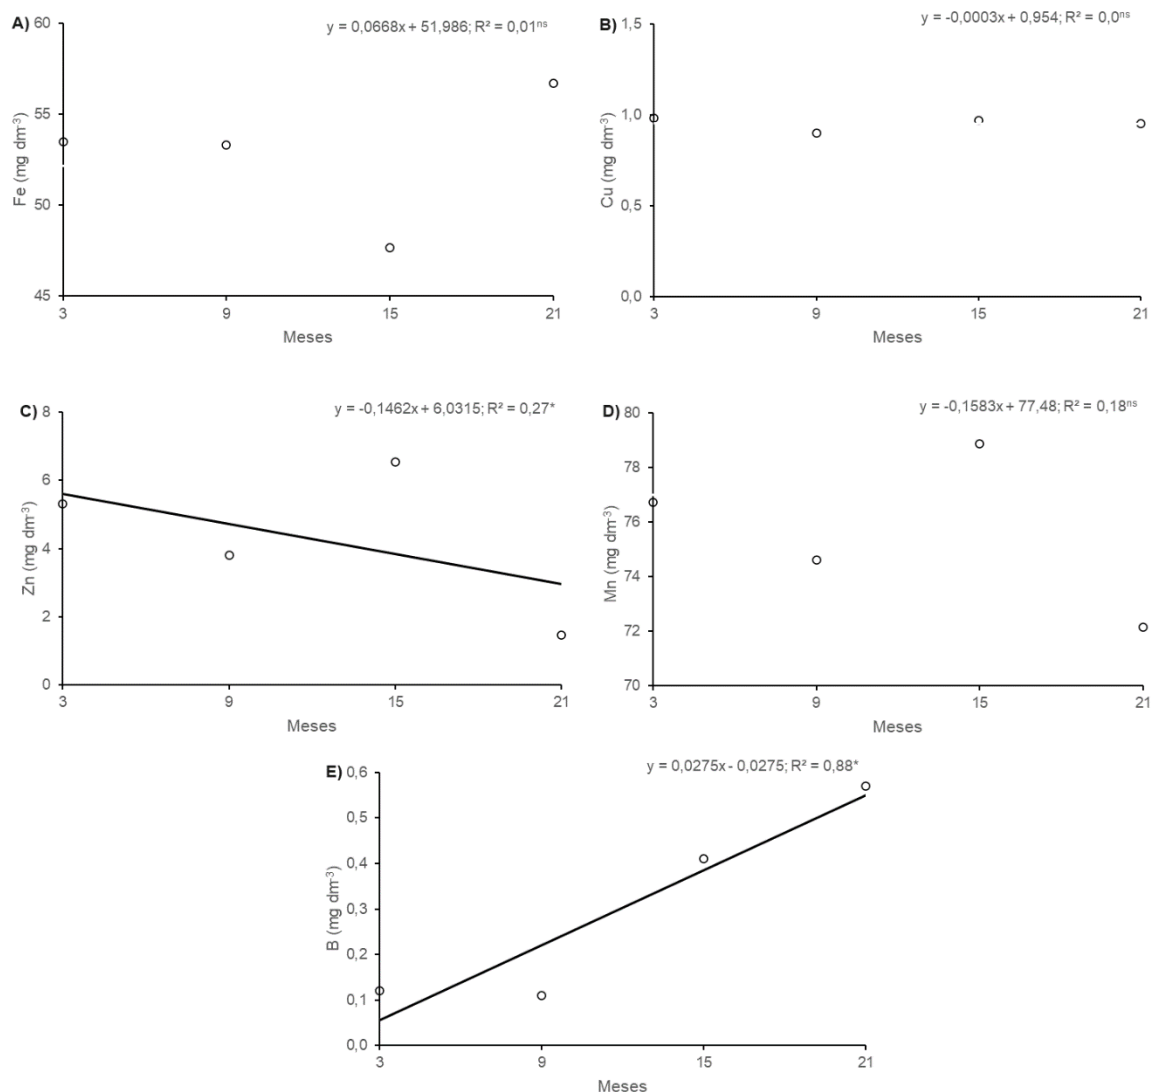 A)
y = 0,0668x + 51,986; R² = 0,01ⁿˢ
60
55
50
45
Fe (mg dm⁻³)
3 9 15 21
Meses
B)
y = -0,0003x + 0,954; R² = 0,0ⁿˢ
1,5
1,0
0,5
0,0
Cu (mg dm⁻³)
3 9 15 21
Meses
C)
y = -0,1462x + 6,0315; R² = 0,27*
8
6
4
2
0
Zn (mg dm⁻³)
3 9 15 21
Meses
D)
y = -0,1583x + 77,48; R² = 0,18ⁿˢ
80
78
76
74
72
70
Mn (mg dm⁻³)
3 9 15 21
Meses
E)
y = 0,0275x - 0,0275; R² = 0,88*
0,6
0,5
0,4
0,3
0,2
0,1
0,0
B (mg dm⁻³)
3 9 15 21
Meses